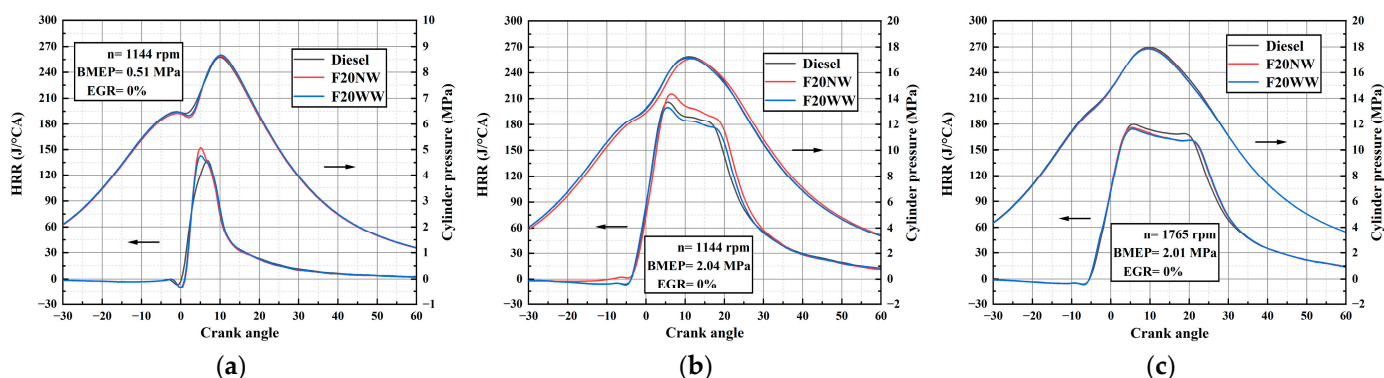 300
270
240
210
180
150
120
90
60
30
0
−30
HRR (J/°CA)
n= 1144 rpm
BMEP= 0.51 MPa
EGR= 0%
Diesel
F20NW
F20WW
10
9
8
7
6
5
4
3
2
1
0
−1
Cylinder pressure (MPa)
−30 −20 −10 0 10 20 30 40 50 60
Crank angle
(a)
300
270
240
210
180
150
120
90
60
30
0
−30
HRR (J/°CA)
Diesel
F20NW
F20WW
n= 1144 rpm
BMEP= 2.04 MPa
EGR= 0%
20
18
16
14
12
10
8
6
4
2
0
−2
Cylinder pressure (MPa)
−30 −20 −10 0 10 20 30 40 50 60
Crank angle
(b)
300
270
240
210
180
150
120
90
60
30
0
−30
HRR (J/°CA)
Diesel
F20NW
F20WW
n= 1765 rpm
BMEP= 2.01 MPa
EGR= 0%
20
18
16
14
12
10
8
6
4
2
0
−2
Cylinder pressure (MPa)
−30 −20 −10 0 10 20 30 40 50 60
Crank angle
(c)